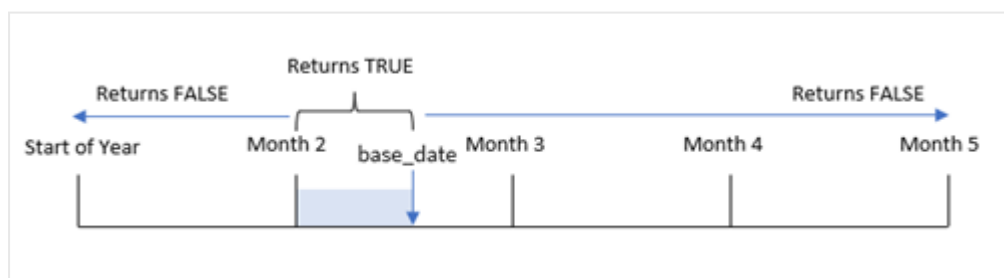 Returns TRUE
Returns FALSE
Returns FALSE
Start of Year
Month 2
base_date
Month 3
Month 4
Month 5